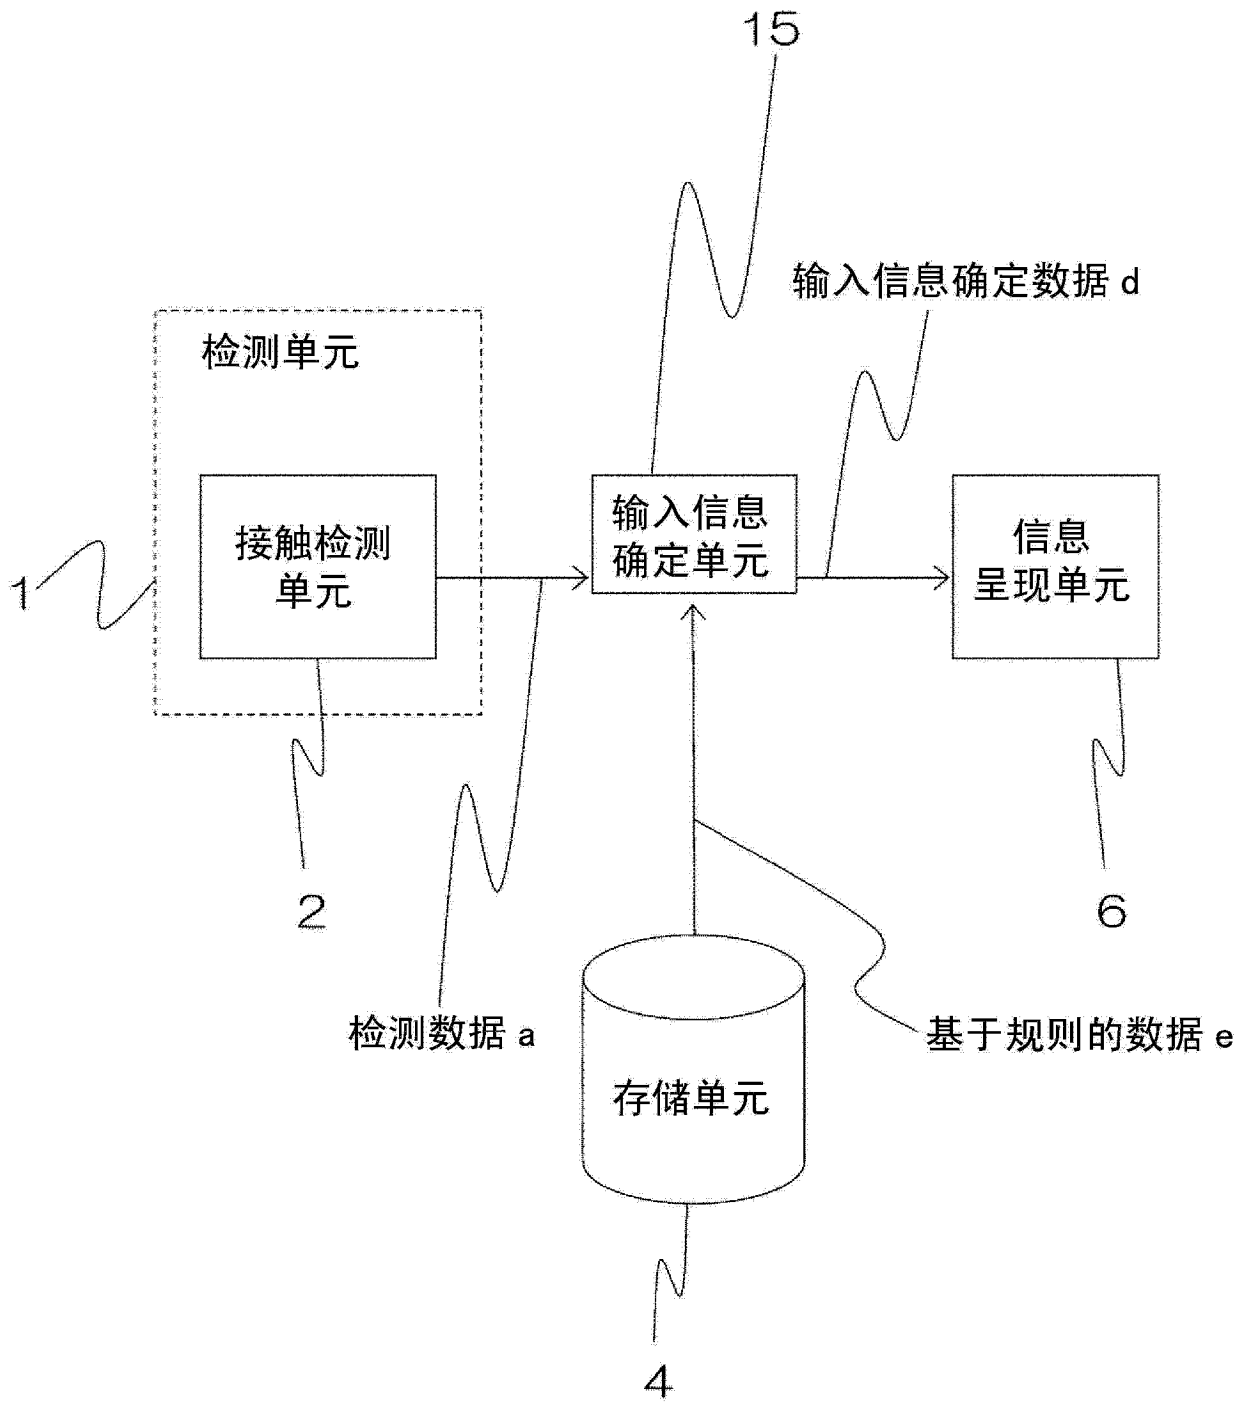 15
输入信息确定数据 d
检测单元
接触检测
单元
输入信息
确定单元
信息
呈现单元
1
2
6
检测数据 a
基于规则的数据 e
存储单元
4